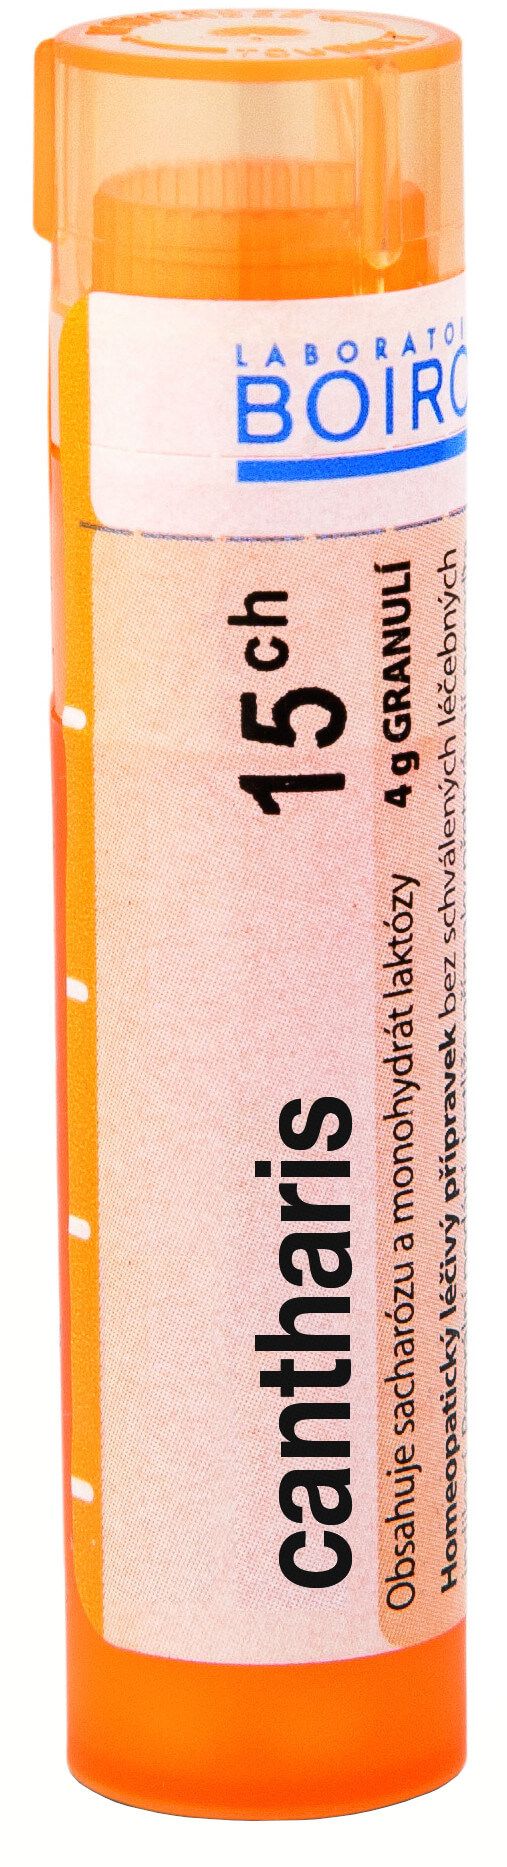 LABORATOI
BOIRO
cantharis 15 ch
Obsahuje sacharózu a monohydrát laktózy 4 g GRANULÍ
Homeopatický léčivý přípravek bez schválených léčebných